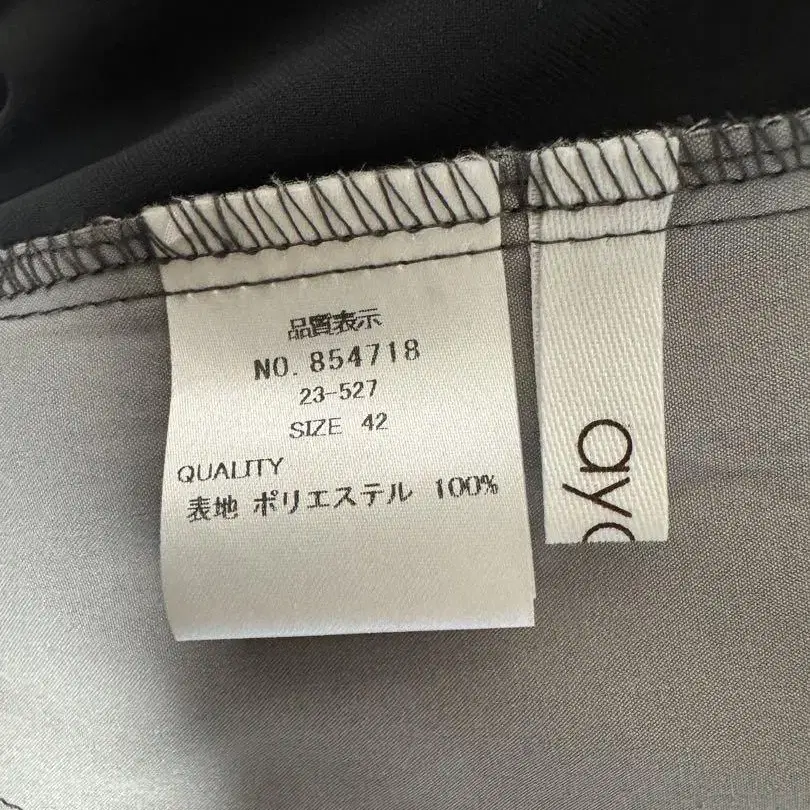 品質表示
NO. 854718
23-527
SIZE 42
QUALITY
表地 ポリエステル 100%